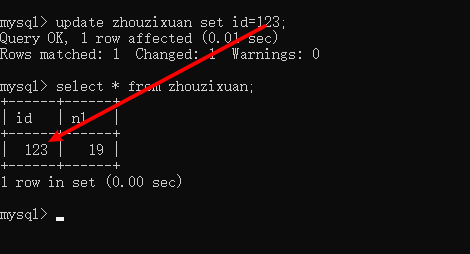 mysql> update zhouzixuan set id=123;
Query OK, 1 row affected (0.01 sec)
Rows matched: 1  Changed: 1  Warnings: 0
mysql> select * from zhouzixuan;
+------+------+
| id   | n1   |
+------+------+
|  123 |   19 |
+------+------+
1 row in set (0.00 sec)
mysql>